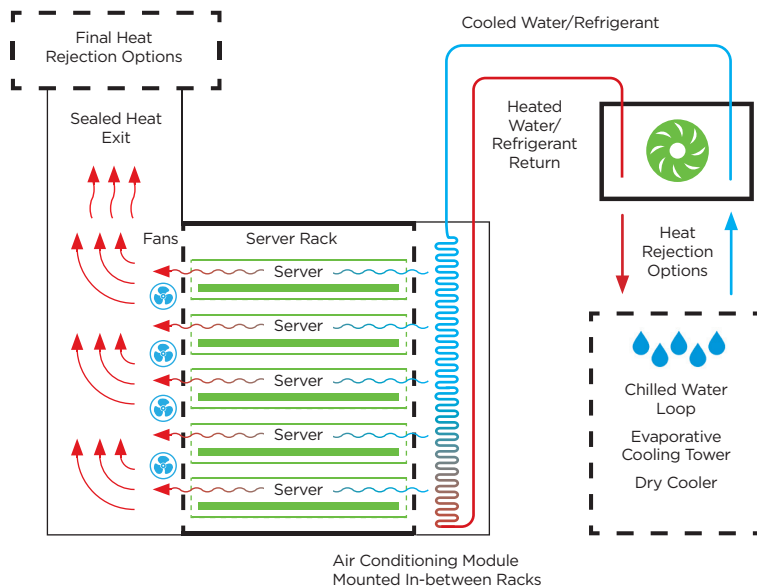 Final Heat
Rejection Options
Sealed Heat
Exit
Fans
Server Rack
Server
Server
Server
Server
Server
Cooled Water/Refrigerant
Heated
Water/
Refrigerant
Return
Heat
Rejection
Options
Chilled Water
Loop
Evaporative
Cooling Tower
Dry Cooler
Air Conditioning Module
Mounted In-between Racks